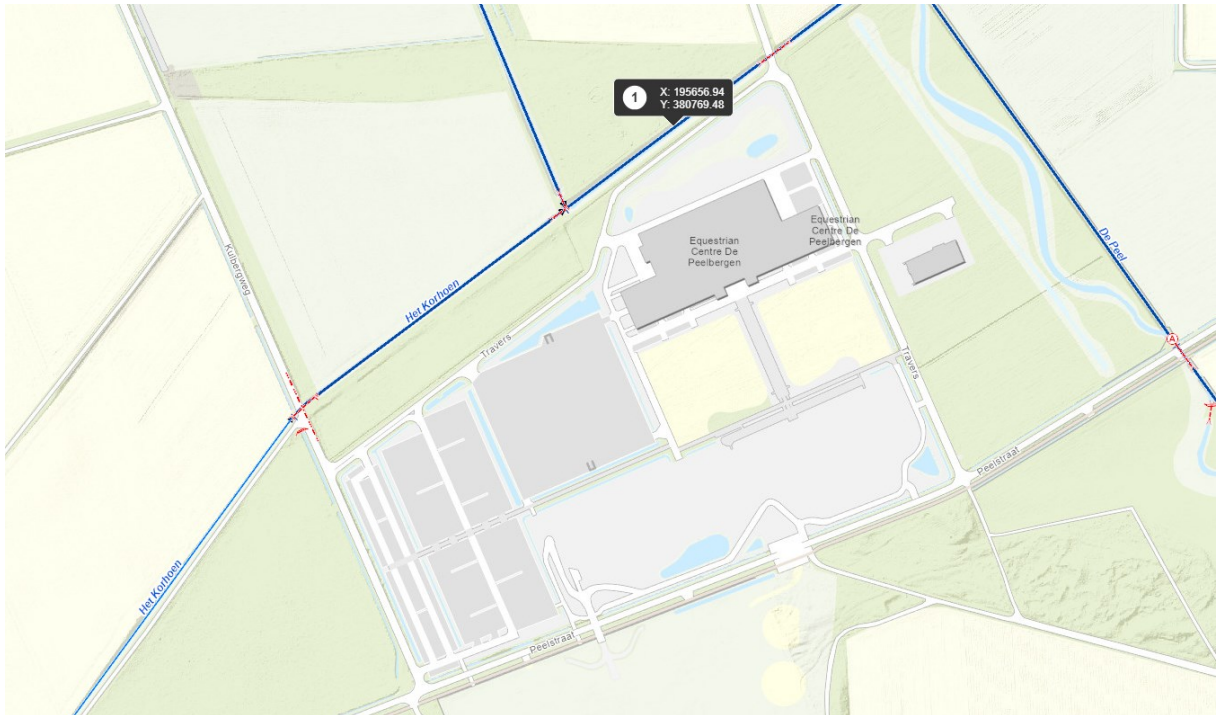 1
X: 195656.94
Y: 380769.48
Equestrian
Centre De
Peelbergen
Equestrian
Centre De
Peelbergen
Kulbergweg
De Peel
Het Korhoen
Travers
A
Travers
Peelstraat
Het Korhoen
Peelstraat